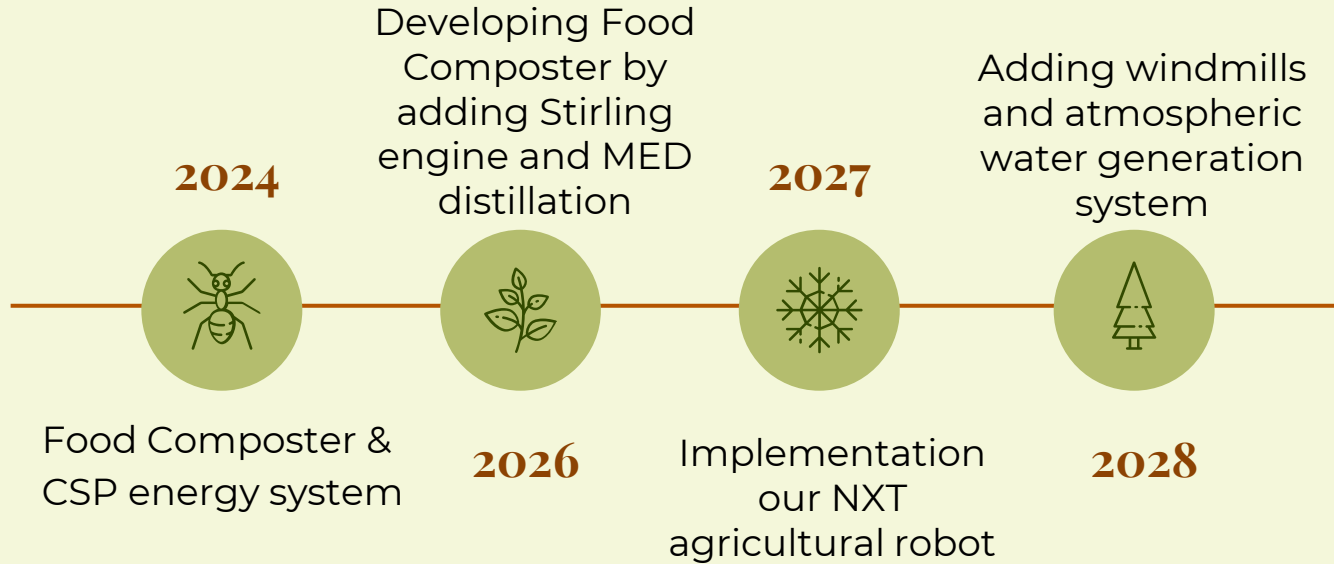 2024
Food Composter &
CSP energy system
Developing Food
Composter by
adding Stirling
engine and MED
distillation
2026
2027
Implementation
our NXT
agricultural robot
Adding windmills
and atmospheric
water generation
system
2028